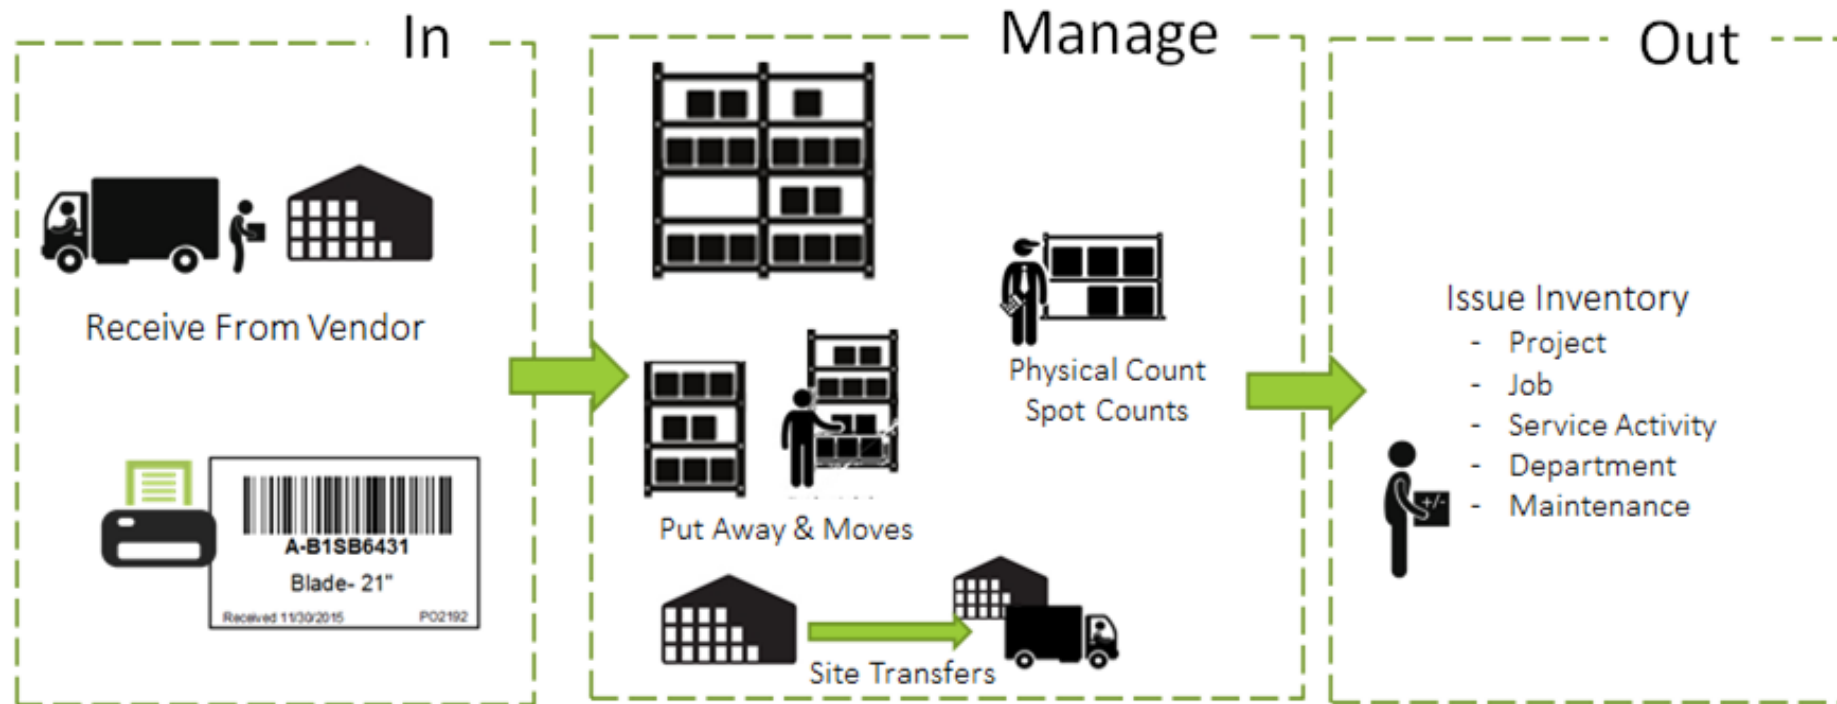 In
Manage
Out
Receive From Vendor
A-B1SB6431
Blade- 21"
Received 11/30/2015 PO2192
Physical Count
Spot Counts
Put Away & Moves
Site Transfers
Issue Inventory
- Project
- Job
- Service Activity
- Department
- Maintenance
+/-